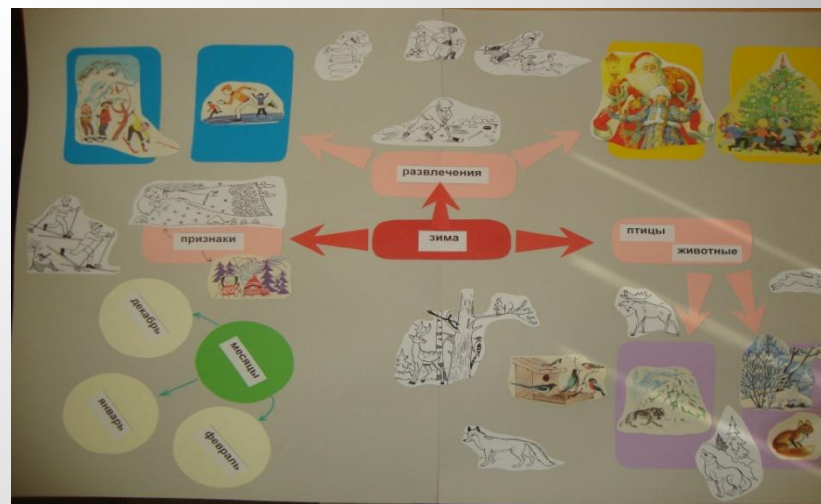 развлечения
зима
признаки
птицы
животные
декабрь
месяцы
январь
февраль